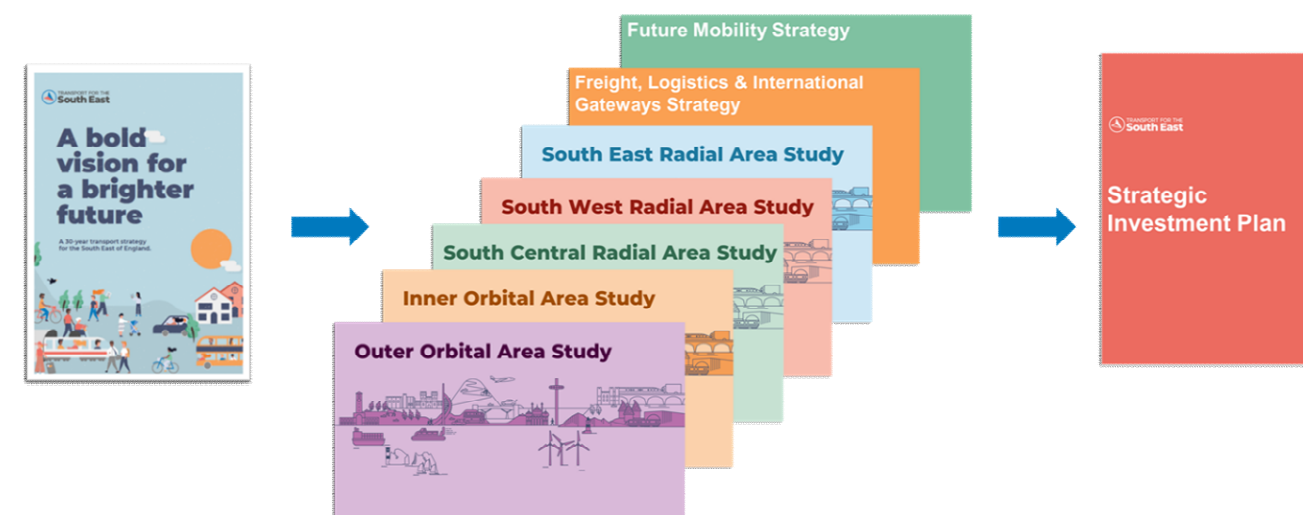 TRANSPORT FOR THE
South East
A bold
vision for
a brighter
future
A 30-year transport strategy
for the South East of England.
Future Mobility Strategy
Freight, Logistics & International
Gateways Strategy
South East Radial Area Study
South West Radial Area Study
South Central Radial Area Study
Inner Orbital Area Study
Outer Orbital Area Study
TRANSPORT FOR THE
South East
Strategic
Investment Plan